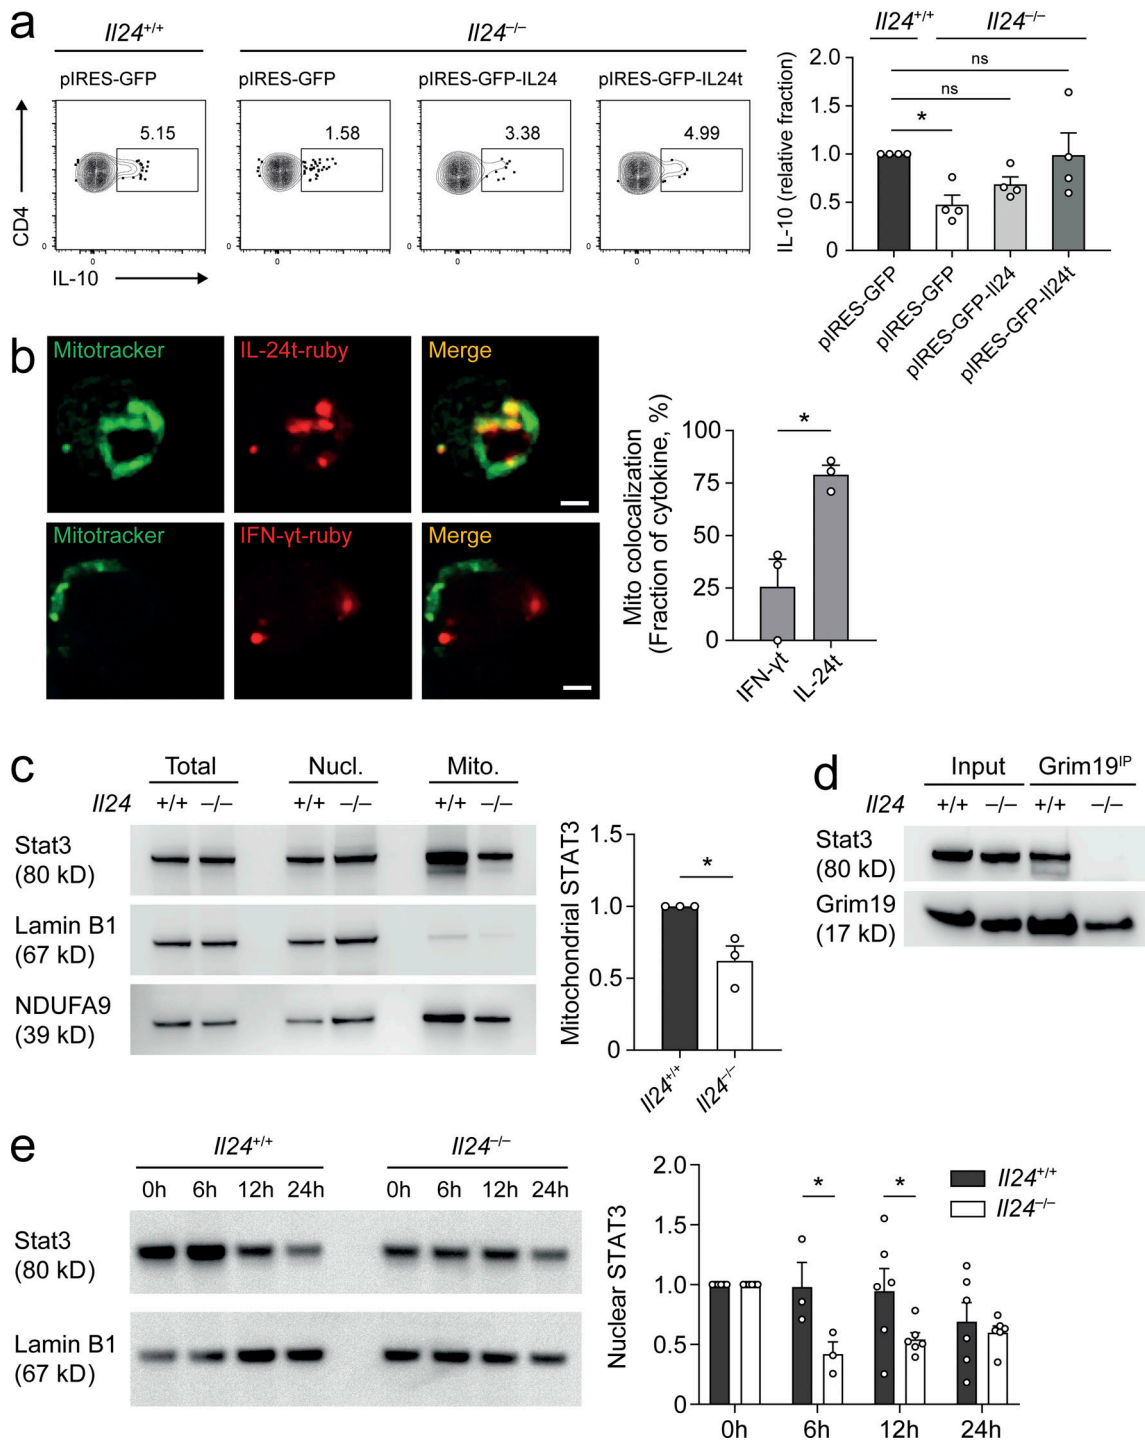 a
Il24+/+
Il24–/–
pIRES-GFP
pIRES-GFP
pIRES-GFP-IL24
pIRES-GFP-IL24t
5.15
1.58
3.38
4.99
CD4
0
0
0
0
0
0
0
0
IL-10
Il24+/+
Il24–/–
IL-10 (relative fraction)
2.0
1.5
1.0
0.5
0
ns
ns
*
pIRES-GFP
pIRES-GFP
pIRES-GFP-Il24
pIRES-GFP-Il24t
b
Mitotracker
IL-24t-ruby
Merge
Mitotracker
IFN-γt-ruby
Merge
Mito colocalization
(Fraction of cytokine, %)
100
75
50
25
0
*
IFN-γt
IL-24t
c
Total
Nucl.
Mito.
Il24
+/+
–/–
+/+
–/–
+/+
–/–
Stat3
(80 kD)
Lamin B1
(67 kD)
NDUFA9
(39 kD)
Mitochondrial STAT3
1.5
1.0
0.5
0
*
Il24+/+
Il24–/–
d
Input
Grim19IP
Il24
+/+
–/–
+/+
–/–
Stat3
(80 kD)
Grim19
(17 kD)
e
Il24+/+
Il24–/–
0h
6h
12h
24h
0h
6h
12h
24h
Stat3
(80 kD)
Lamin B1
(67 kD)
Nuclear STAT3
2.0
1.5
1.0
0.5
0
*
*
Il24+/+
Il24–/–
0h
6h
12h
24h